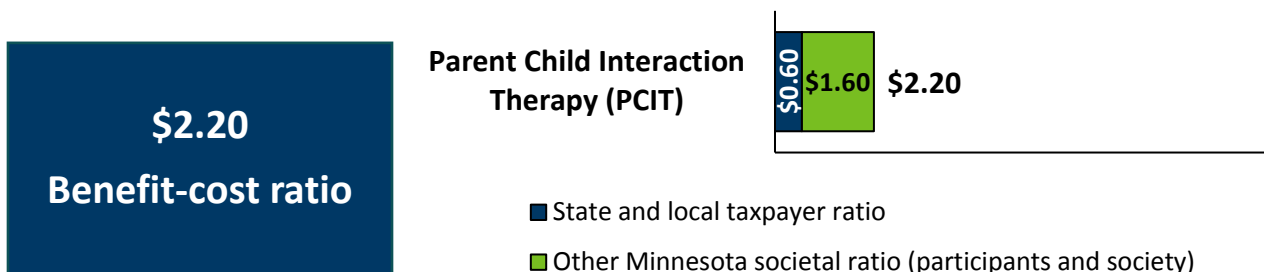 $2.20
Benefit-cost ratio
Parent Child Interaction
Therapy (PCIT)
$0.60
$1.60
$2.20
State and local taxpayer ratio
Other Minnesota societal ratio (participants and society)